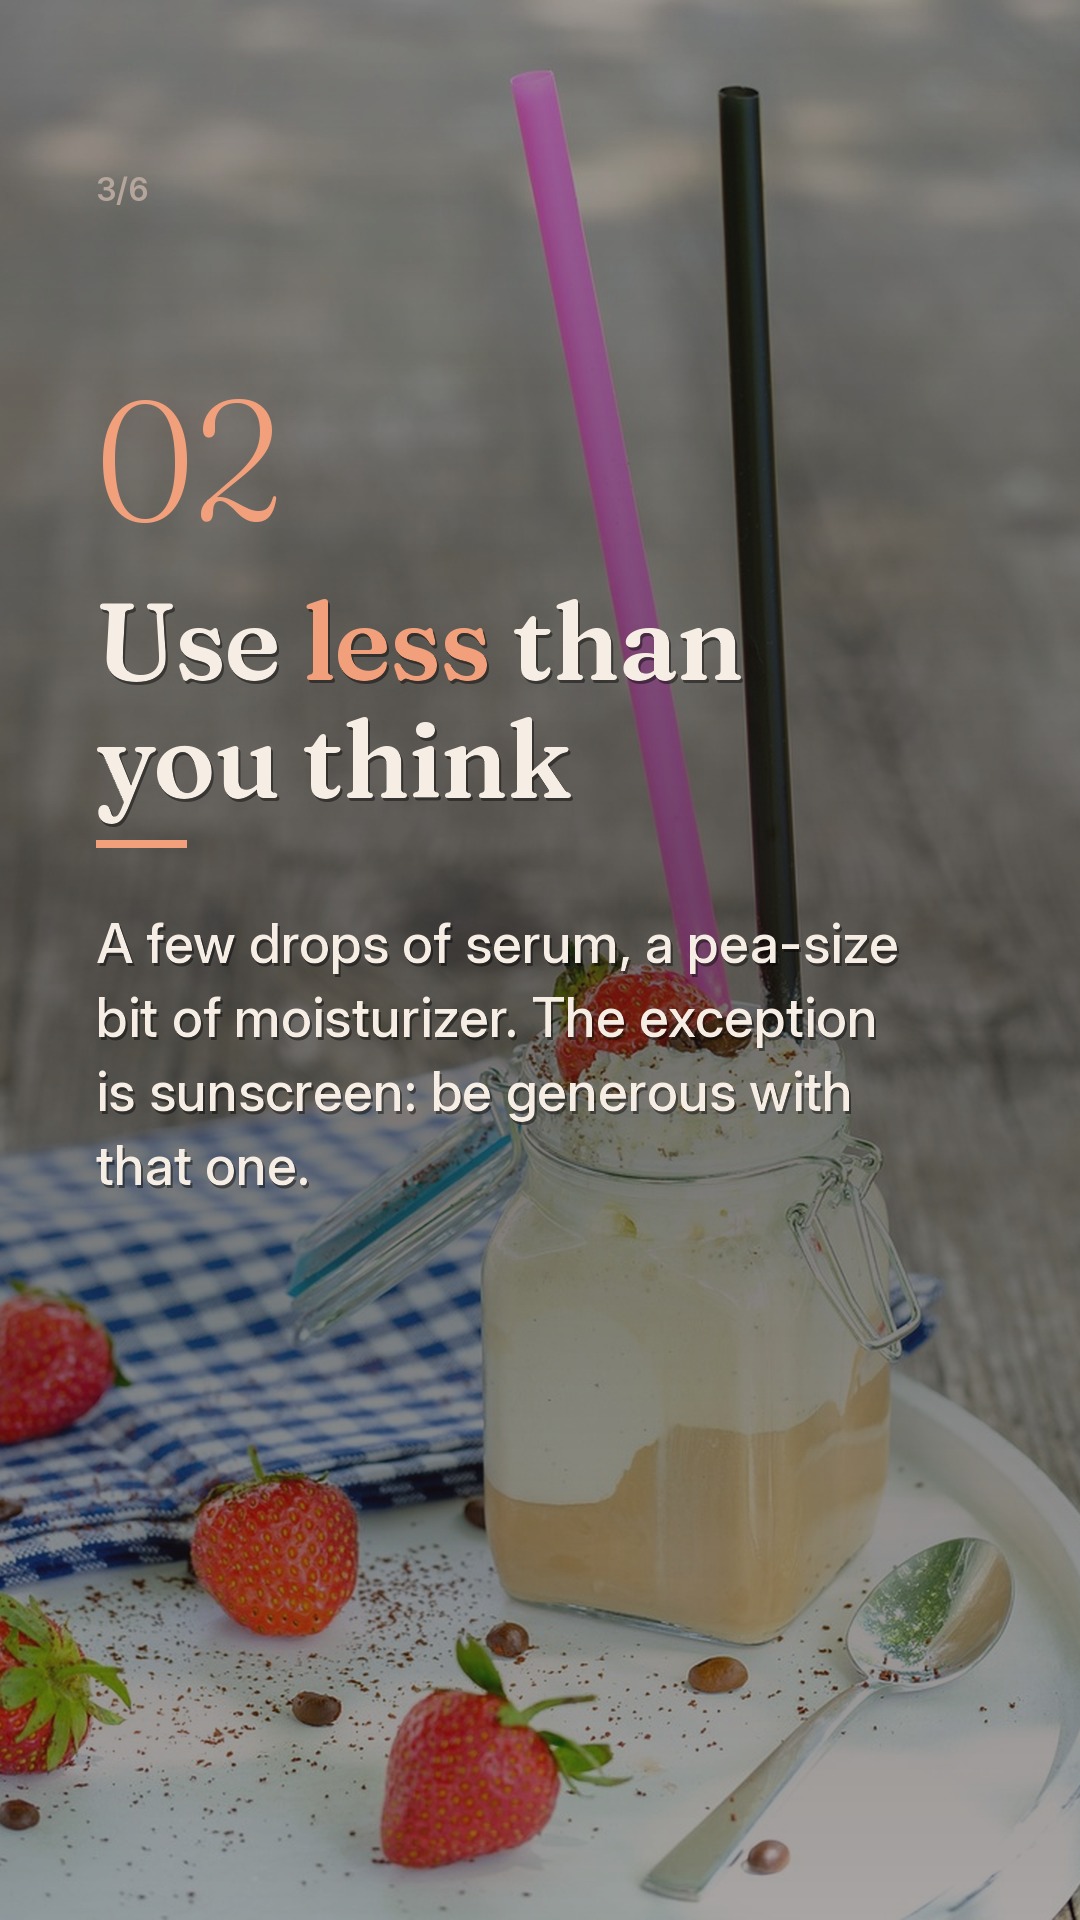 3/6
02
Use less than
you think
A few drops of serum, a pea-size
bit of moisturizer. The exception
is sunscreen: be generous with
that one.